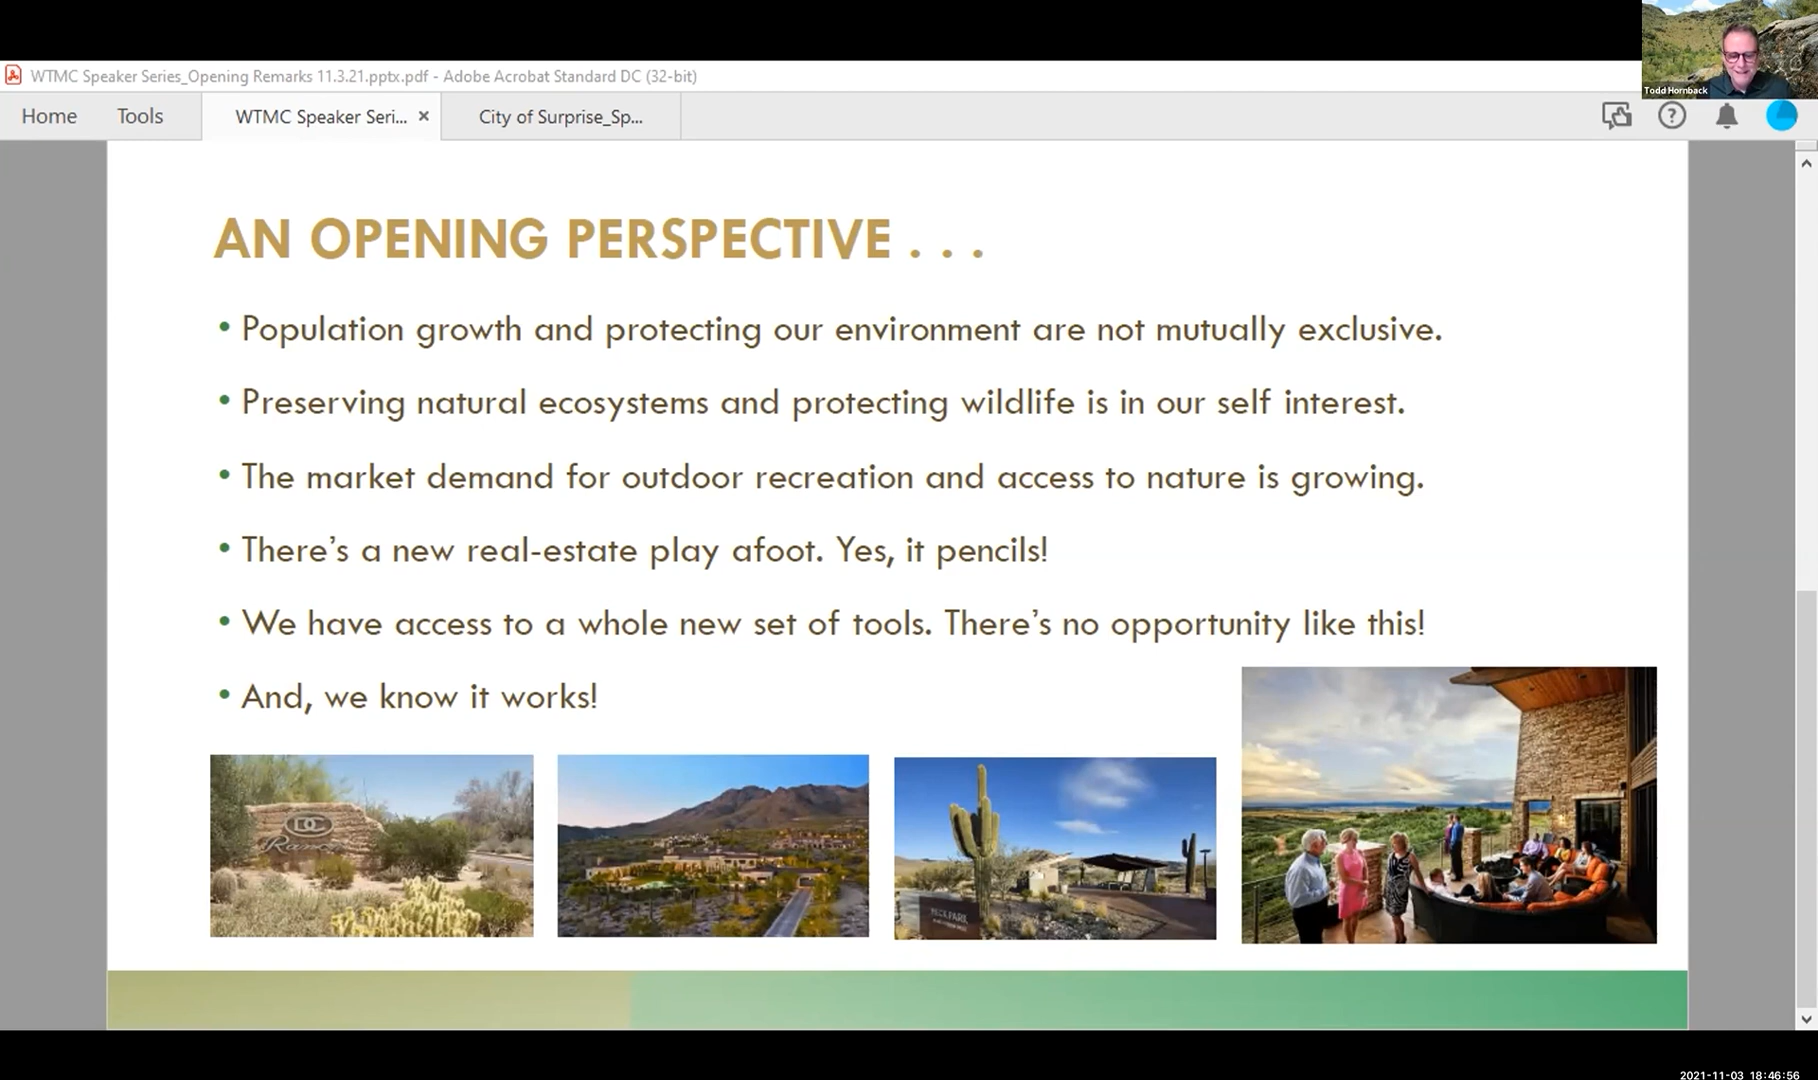 WTMC Speaker Series_Opening Remarks 11.3.21.pptx.pdf - Adobe Acrobat Standard DC (32-bit)
Todd Hornback
Home
Tools
WTMC Speaker Seri...
City of Surprise_Sp...
AN OPENING PERSPECTIVE . . .
• Population growth and protecting our environment are not mutually exclusive.
• Preserving natural ecosystems and protecting wildlife is in our self interest.
• The market demand for outdoor recreation and access to nature is growing.
• There’s a new real-estate play afoot. Yes, it pencils!
• We have access to a whole new set of tools. There’s no opportunity like this!
• And, we know it works!
DC
Ranch
2021-11-03 18:46:56